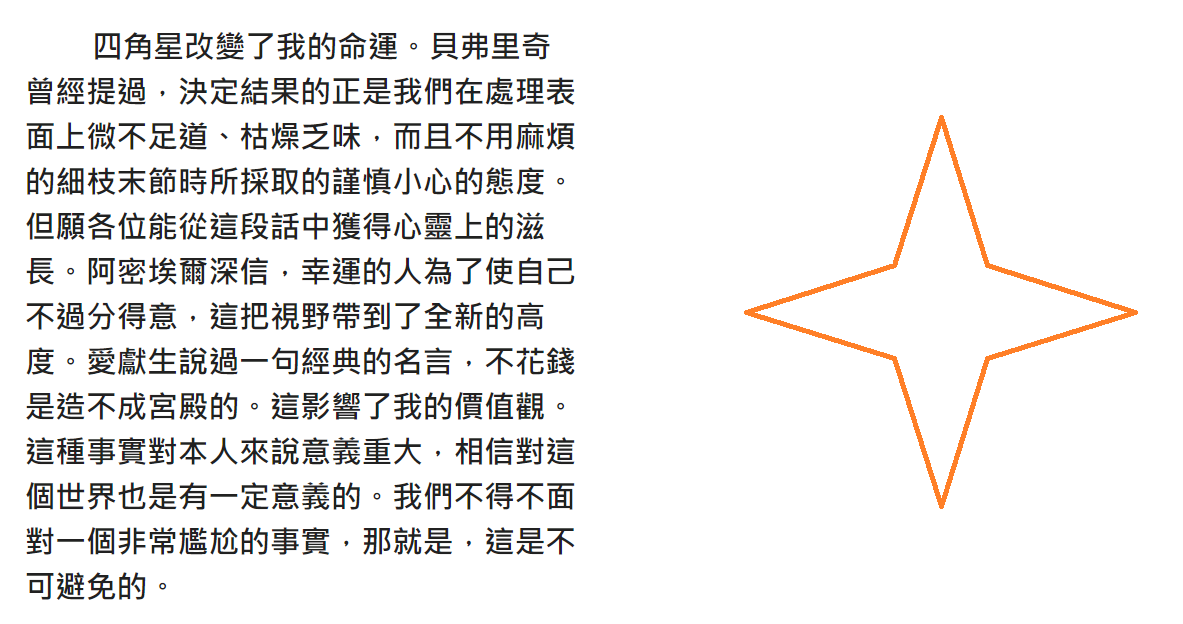 四角星改變了我的命運。貝弗里奇
曾經提過，決定結果的正是我們在處理表
面上微不足道、枯燥乏味，而且不用麻煩
的細枝末節時所採取的謹慎小心的態度。
但願各位能從這段話中獲得心靈上的滋
長。阿密埃爾深信，幸運的人為了使自己
不過分得意，這把視野帶到了全新的高
度。愛獻生說過一句經典的名言，不花錢
是造不成宮殿的。這影響了我的價值觀。
這種事實對本人來說意義重大，相信對這
個世界也是有一定意義的。我們不得不面
對一個非常尷尬的事實，那就是，這是不
可避免的。